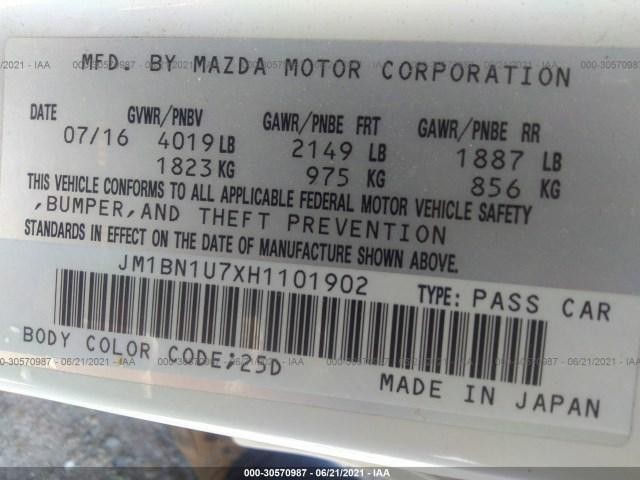 MFD. BY MAZDA MOTOR CORPORATION
DATE GVWR/PNBV GAWR/PNBE FRT GAWR/PNBE RR
07/16 4019 LB 2149 LB 1887 LB
1823 KG 975 KG 856 KG
THIS VEHICLE CONFORMS TO ALL APPLICABLE FEDERAL MOTOR VEHICLE SAFETY
,BUMPER,AND THEFT PREVENTION
STANDARDS IN EFFECT ON THE DATE OF MANUFACTURE SHOWN ABOVE.
JM1BN1U7XH1101902 TYPE: PASS CAR
BODY COLOR CODE;25D
MADE IN JAPAN
000-30570987 - 06/21/2021 - IAA